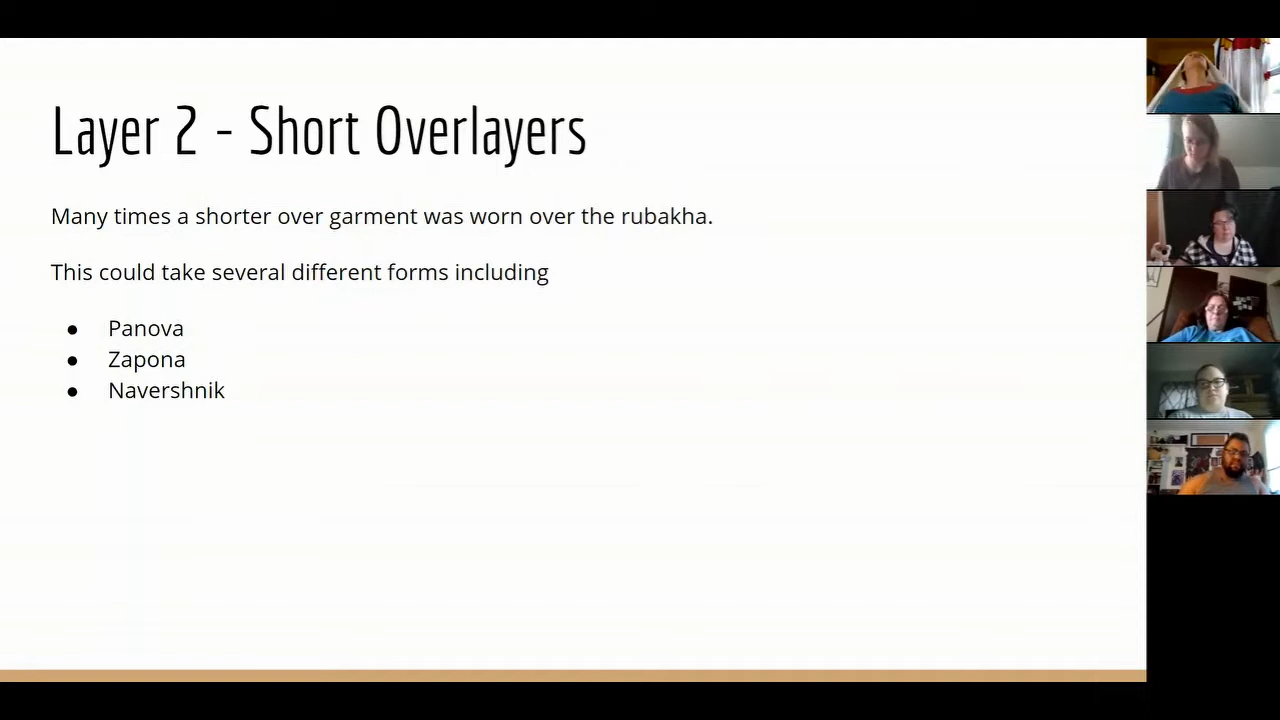 Layer 2 - Short Overlayers
Many times a shorter over garment was worn over the rubakha.
This could take several different forms including
● Panova
● Zapona
● Navershnik